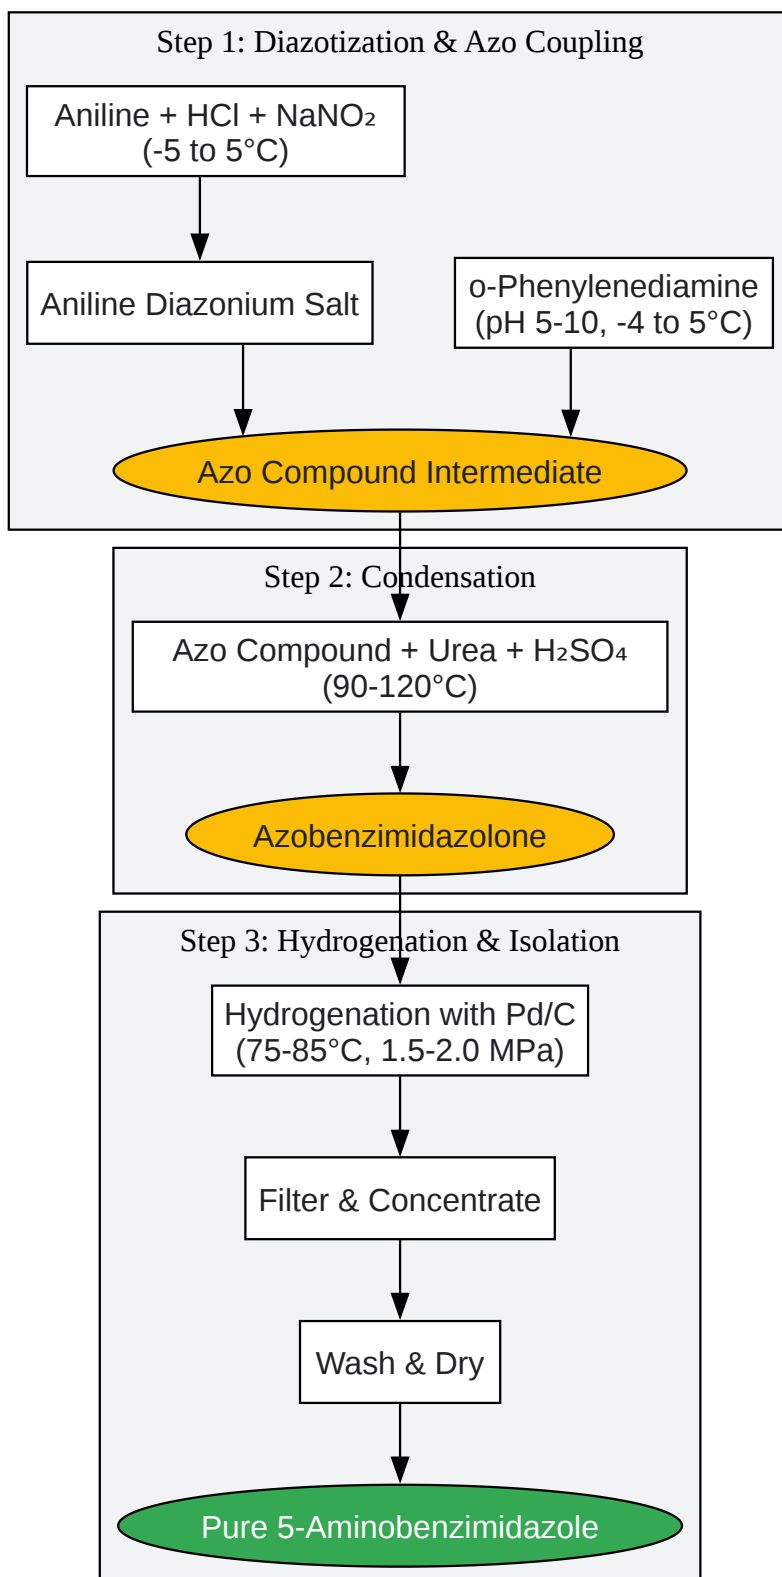 Step 1: Diazotization & Azo Coupling
Aniline + HCl + NaNO₂
(-5 to 5°C)
Aniline Diazonium Salt
o-Phenylenediamine
(pH 5-10, -4 to 5°C)
Azo Compound Intermediate
Step 2: Condensation
Azo Compound + Urea + H₂SO₄
(90-120°C)
Azobenzimidazolone
Step 3: Hydrogenation & Isolation
Hydrogenation with Pd/C
(75-85°C, 1.5-2.0 MPa)
Filter & Concentrate
Wash & Dry
Pure 5-Aminobenzimidazole